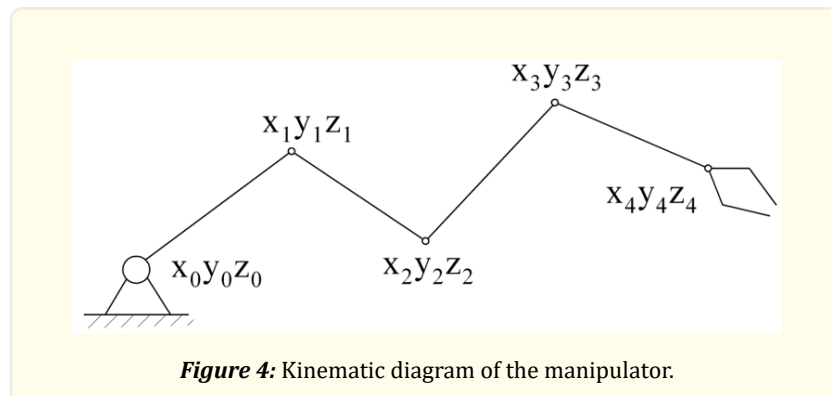 x₃y₃z₃
x₁y₁z₁
x₄y₄z₄
x₀y₀z₀
x₂y₂z₂
Figure 4: Kinematic diagram of the manipulator.